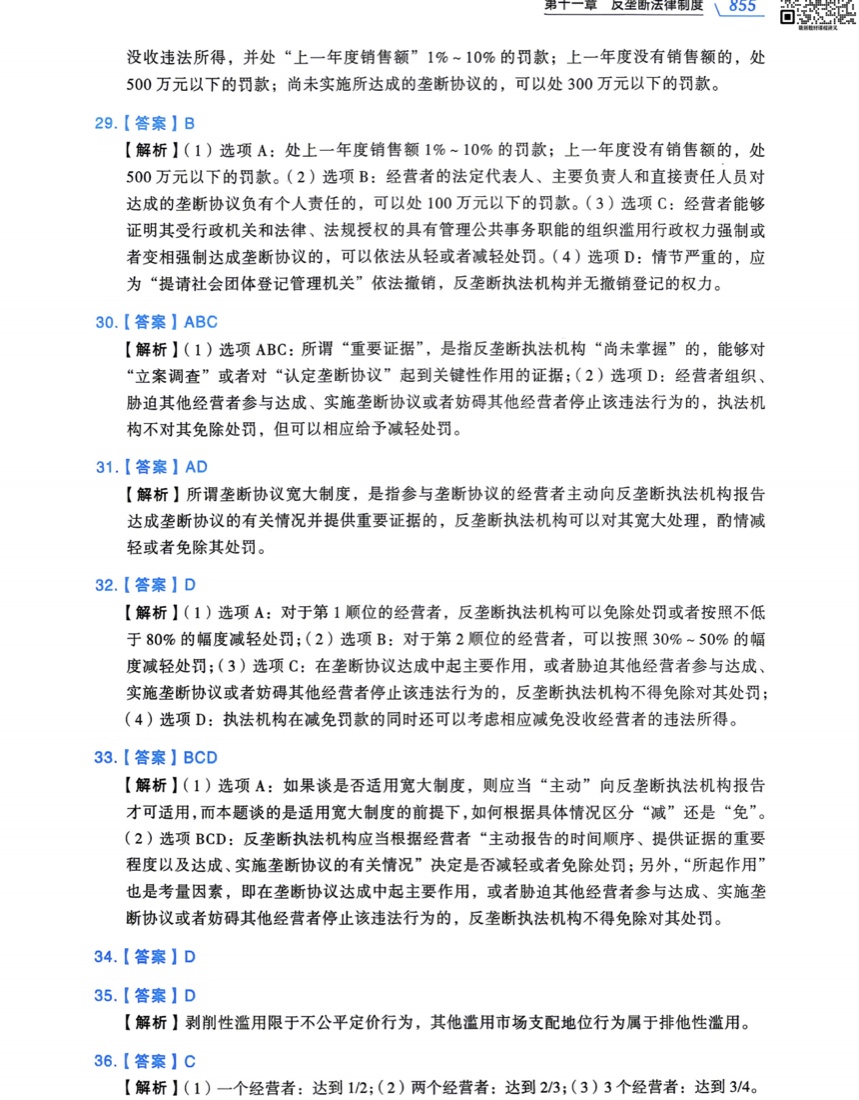 第十一章 反垄断法律制度 855
没收违法所得，并处“上一年度销售额”1%～10%的罚款；上一年度没有销售额的，处
500万元以下的罚款；尚未实施所达成的垄断协议的，可以处300万元以下的罚款。
29.【答案】B
【解析】（1）选项A：处上一年度销售额1%～10%的罚款；上一年度没有销售额的，处
500万元以下的罚款。（2）选项B：经营者的法定代表人、主要负责人和直接责任人员对
达成的垄断协议负有个人责任的，可以处100万元以下的罚款。（3）选项C：经营者能够
证明其受行政机关和法律、法规授权的具有管理公共事务职能的组织滥用行政权力强制或
者变相强制达成垄断协议的，可以依法从轻或者减轻处罚。（4）选项D：情节严重的，应
为“提请社会团体登记管理机关”依法撤销，反垄断执法机构并无撤销登记的权力。
30.【答案】ABC
【解析】（1）选项ABC：所谓“重要证据”，是指反垄断执法机构“尚未掌握”的，能够对
“立案调查”或者对“认定垄断协议”起到关键性作用的证据；（2）选项D：经营者组织、
胁迫其他经营者参与达成、实施垄断协议或者妨碍其他经营者停止该违法行为的，执法机
构不对其免除处罚，但可以相应给予减轻处罚。
31.【答案】AD
【解析】所谓垄断协议宽大制度，是指参与垄断协议的经营者主动向反垄断执法机构报告
达成垄断协议的有关情况并提供重要证据的，反垄断执法机构可以对其宽大处理，酌情减
轻或者免除其处罚。
32.【答案】D
【解析】（1）选项A：对于第1顺位的经营者，反垄断执法机构可以免除处罚或者按照不低
于80%的幅度减轻处罚；（2）选项B：对于第2顺位的经营者，可以按照30%～50%的幅
度减轻处罚；（3）选项C：在垄断协议达成中起主要作用，或者胁迫其他经营者参与达成、
实施垄断协议或者妨碍其他经营者停止该违法行为的，反垄断执法机构不得免除对其处罚；
（4）选项D：执法机构在减免罚款的同时还可以考虑相应减免没收经营者的违法所得。
33.【答案】BCD
【解析】（1）选项A：如果谈是否适用宽大制度，则应当“主动”向反垄断执法机构报告
才可适用，而本题谈的是适用宽大制度的前提下，如何根据具体情况区分“减”还是“免”。
（2）选项BCD：反垄断执法机构应当根据经营者“主动报告的时间顺序、提供证据的重要
程度以及达成、实施垄断协议的有关情况”决定是否减轻或者免除处罚；另外，“所起作用”
也是考量因素，即在垄断协议达成中起主要作用，或者胁迫其他经营者参与达成、实施垄
断协议或者妨碍其他经营者停止该违法行为的，反垄断执法机构不得免除对其处罚。
34.【答案】D
35.【答案】D
【解析】剥削性滥用限于不公平定价行为，其他滥用市场支配地位行为属于排他性滥用。
36.【答案】C
【解析】（1）一个经营者：达到1/2；（2）两个经营者：达到2/3；（3）3个经营者：达到3/4。